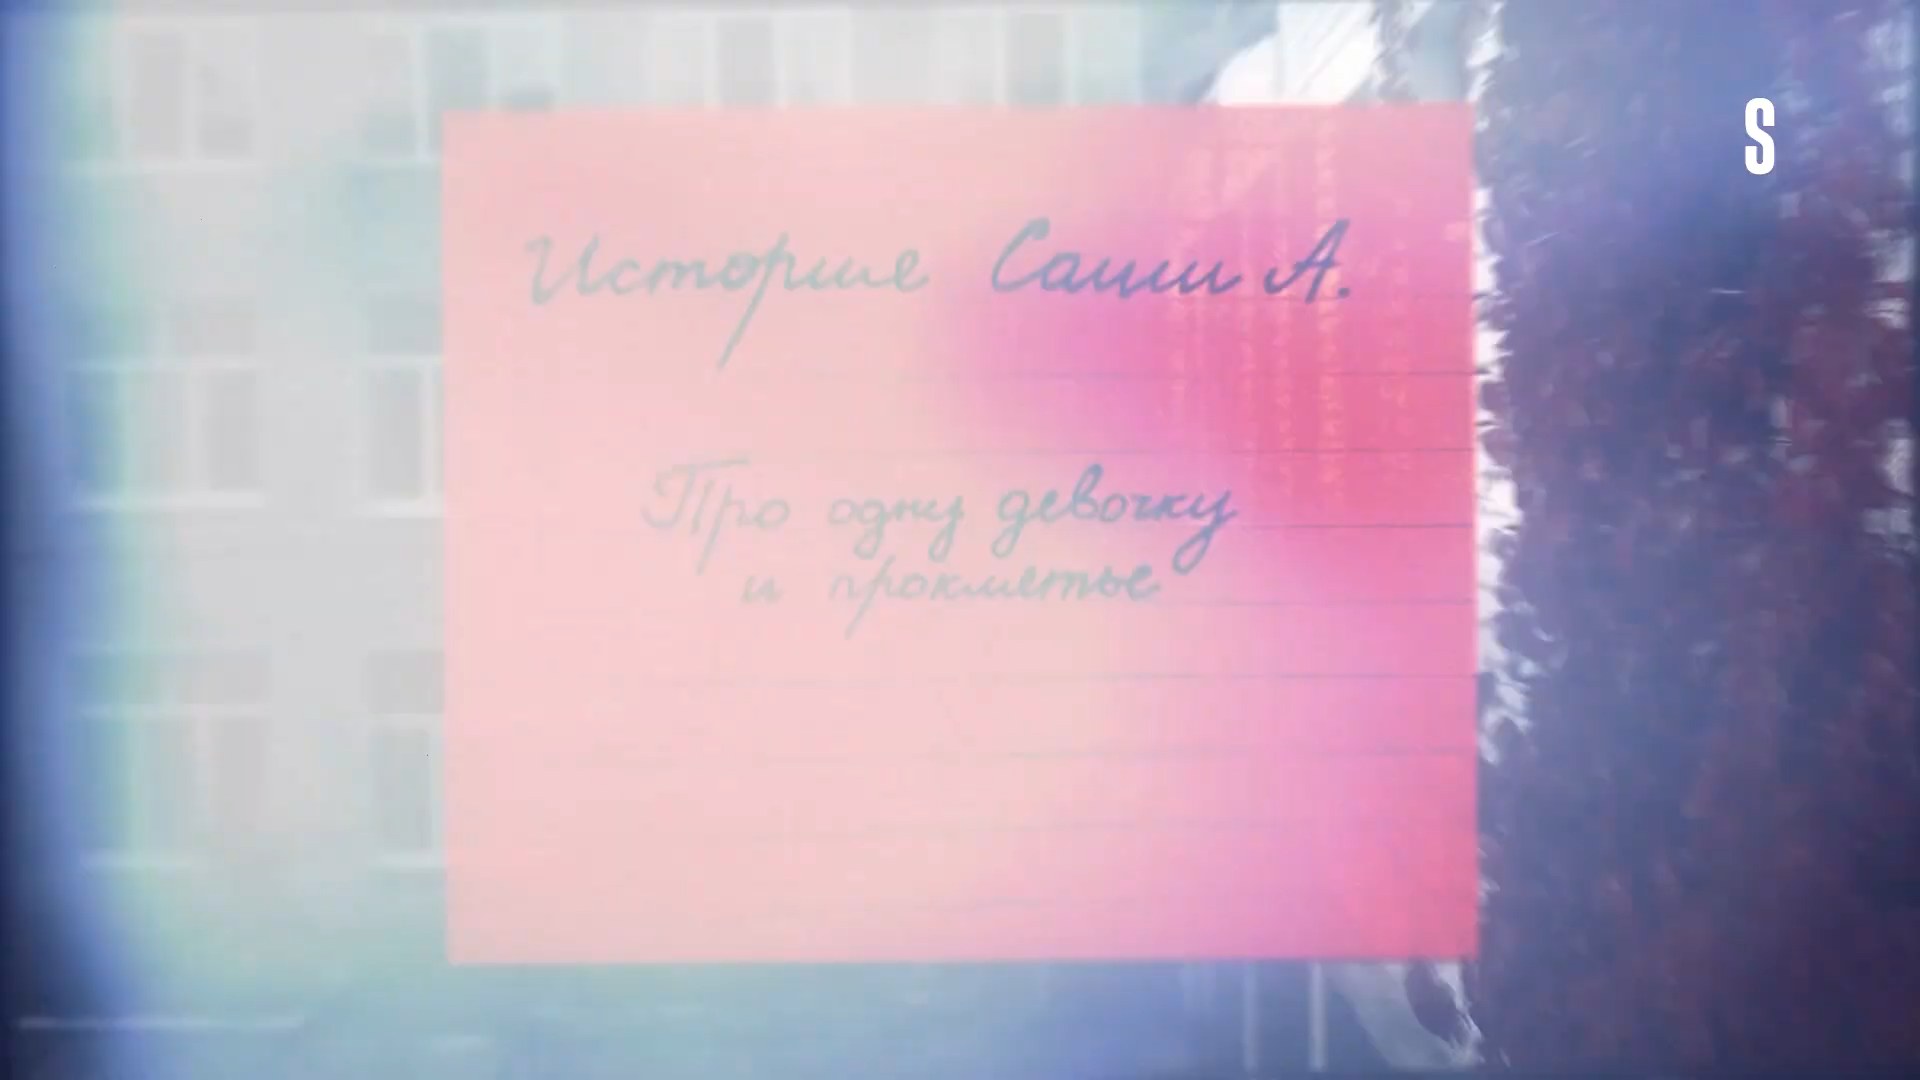 S
История Саши А.
Про одну девочку
и проклятье